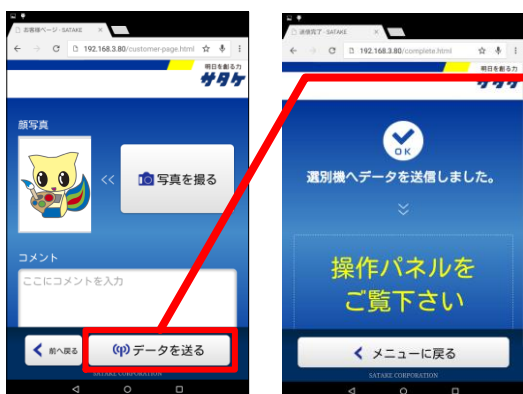 お客様ページ - SATAKE
192.168.3.80/customer-page.html
明日を創る力
サタケ
顔写真
<<
写真を撮る
コメント
ここにコメントを入力
前へ戻る
データを送る
SATAKE CORPORATION
送信完了 - SATAKE
192.168.3.80/complete.html
明日を創る力
サタケ
OK
選別機へデータを送信しました。
操作パネルを
ご覧下さい
メニューに戻る
SATAKE CORPORATION